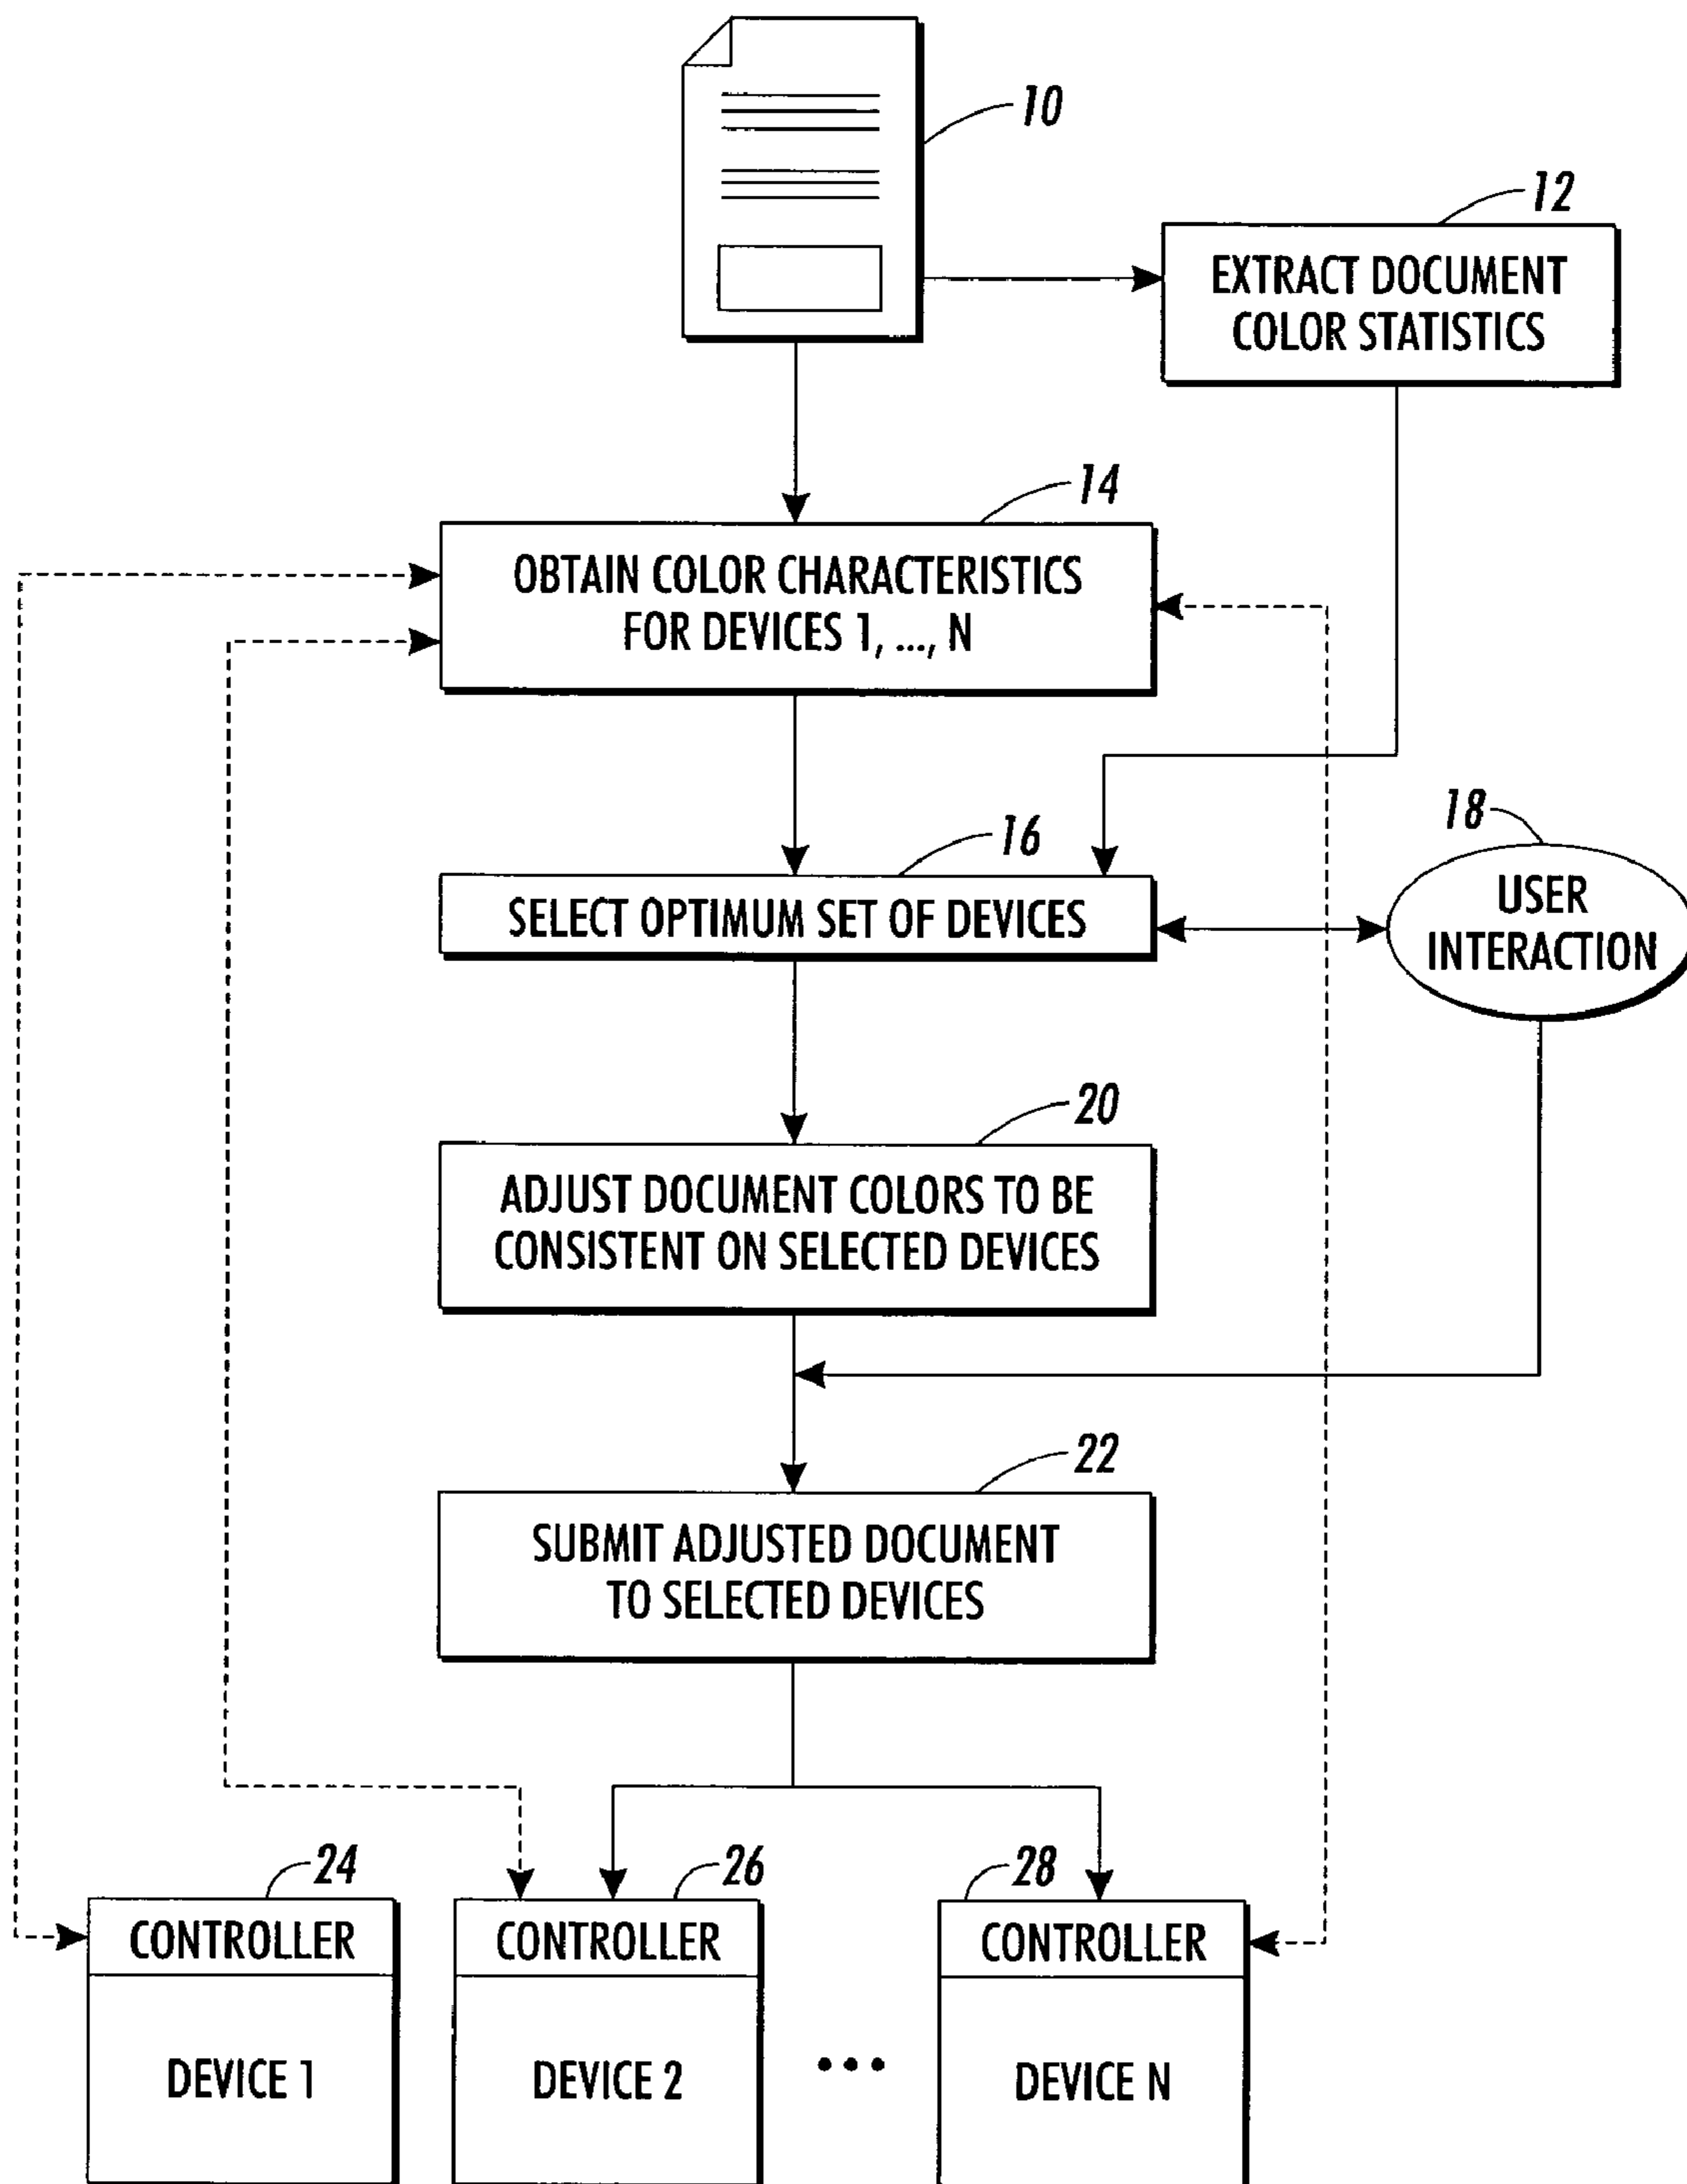 10
12
EXTRACT DOCUMENT
COLOR STATISTICS
14
OBTAIN COLOR CHARACTERISTICS
FOR DEVICES 1, ..., N
16
SELECT OPTIMUM SET OF DEVICES
18
USER
INTERACTION
20
ADJUST DOCUMENT COLORS TO BE
CONSISTENT ON SELECTED DEVICES
22
SUBMIT ADJUSTED DOCUMENT
TO SELECTED DEVICES
24
CONTROLLER
DEVICE 1
26
CONTROLLER
DEVICE 2
28
CONTROLLER
DEVICE N